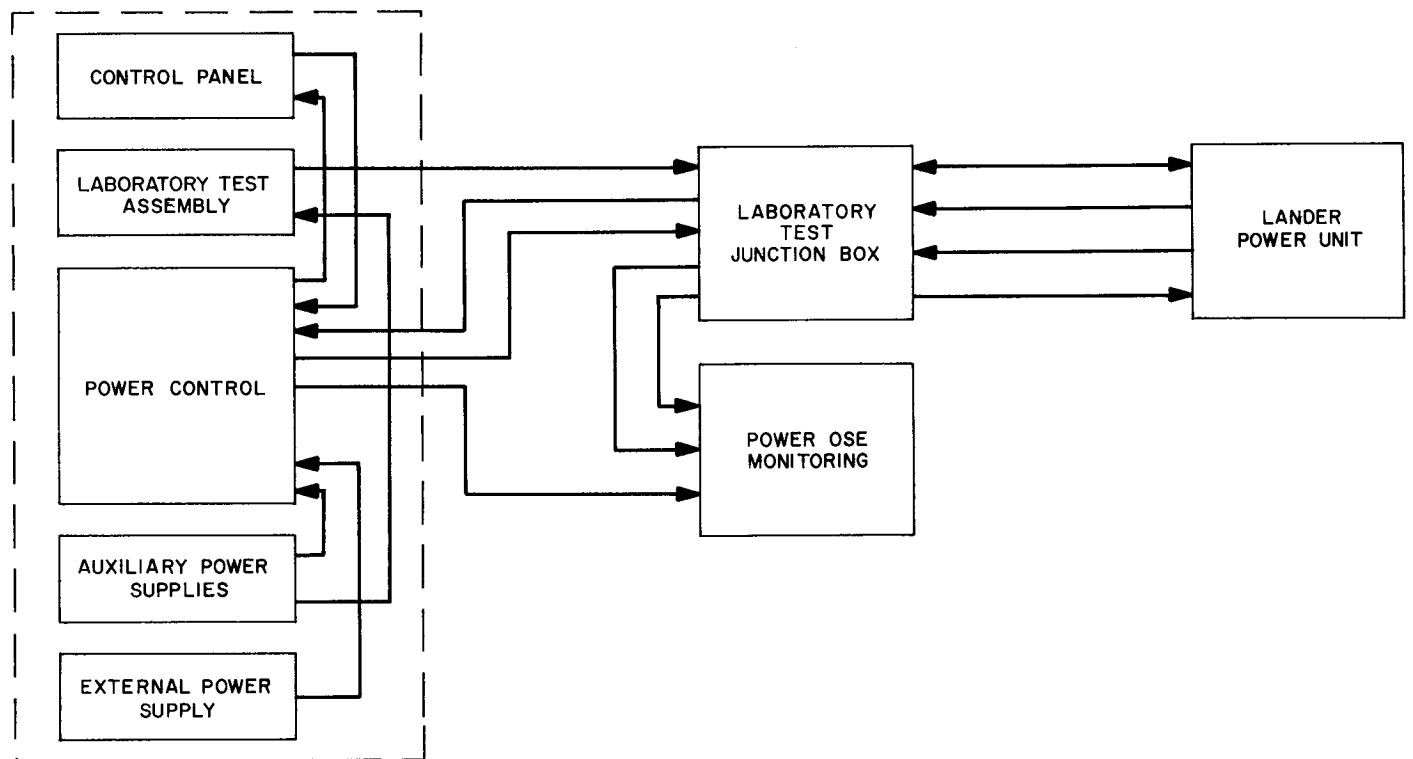 CONTROL PANEL
LABORATORY TEST
ASSEMBLY
POWER CONTROL
AUXILIARY POWER
SUPPLIES
EXTERNAL POWER
SUPPLY
LABORATORY
TEST
JUNCTION BOX
POWER OSE
MONITORING
LANDER
POWER UNIT